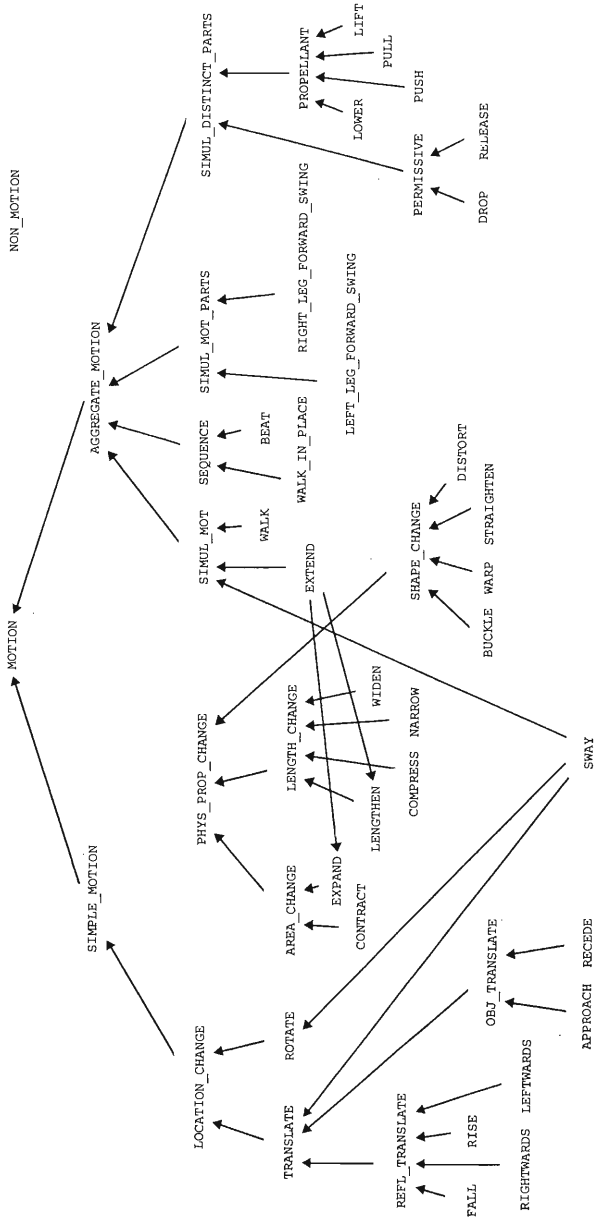 NON_MOTION
MOTION
SIMPLE_MOTION
AGGREGATE_MOTION
LOCATION_CHANGE
PHYS_PROP_CHANGE
SIMUL_MOT
SEQUENCE
SIMUL_MOT_PARTS
SIMUL_DISTINCT_PARTS
TRANSLATE
ROTATE
AREA_CHANGE
LENGTH_CHANGE
WALK
BEAT
EXTEND
WALK_IN_PLACE
RIGHT_LEG_FORWARD_SWING
PROPELLANT
CONTRACT
EXPAND
LENGTHEN
WIDEN
LEFT_LEG_FORWARD_SWING
LOWER
LIFT
PULL
REFL_TRANSLATE
COMPRESS
NARROW
SHAPE_CHANGE
PERMISSIVE
PUSH
FALL
RISE
OBJ_TRANSLATE
DISTORT
BUCKLE
WARP
STRAIGHTEN
DROP
RELEASE
RIGHTWARDS
LEFTWARDS
APPROACH
RECEDE
SWAY